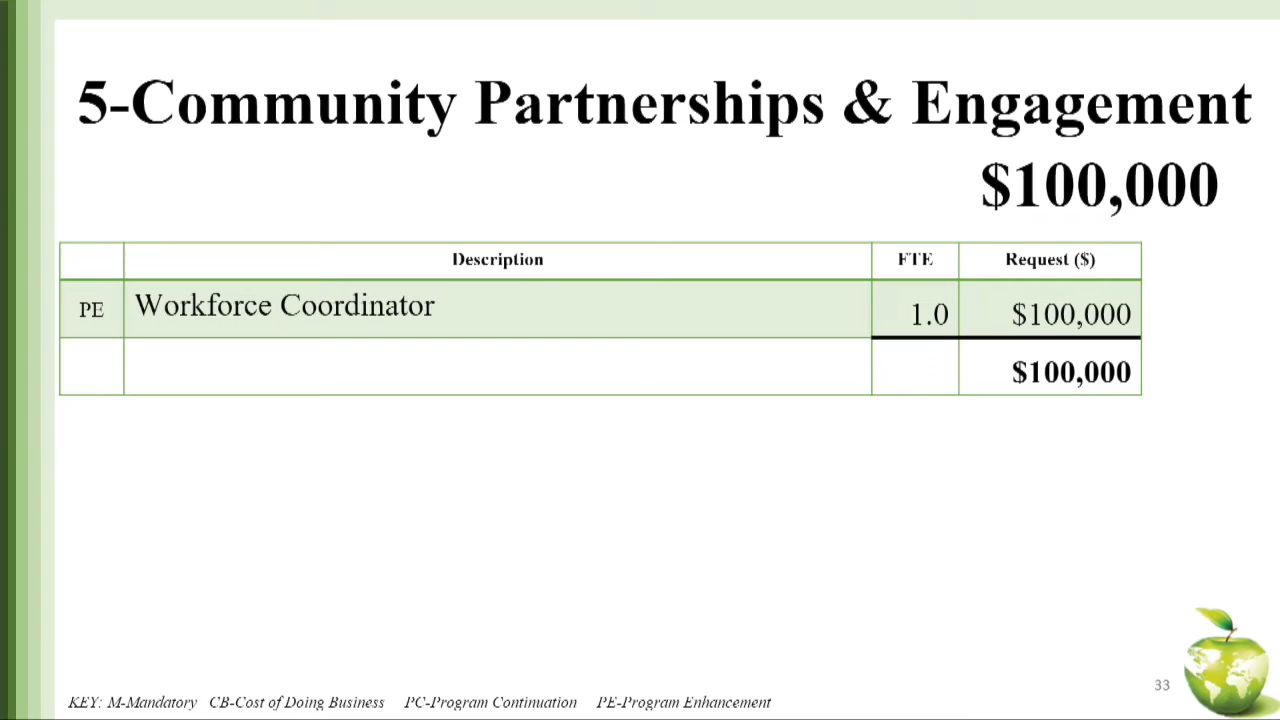 5-Community Partnerships & Engagement
$100,000
Description FTE Request ($)
PE Workforce Coordinator 1.0 $100,000
$100,000
33
KEY: M-Mandatory CB-Cost of Doing Business PC-Program Continuation PE-Program Enhancement